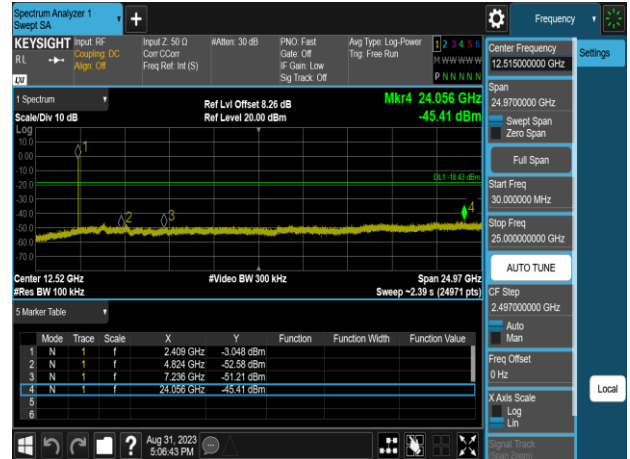 Spectrum Analyzer 1
Swept SA
Frequency
KEYSIGHT
RL
LXI
Input: RF
Coupling: DC
Align: Off
Input Z: 50 Ω
Corr CCorr
Freq Ref: Int (S)
#Atten: 30 dB
PNO: Fast
Gate: Off
IF Gain: Low
Sig Track: Off
Avg Type: Log-Power
Trig: Free Run
1 2 3 4 5 6
M W W W W W
P N N N N N
1 Spectrum
Scale/Div 10 dB
Ref Lvl Offset 8.26 dB
Ref Level 20.00 dBm
Mkr4 24.056 GHz
-45.41 dBm
Log
10.0
0.00
-10.0
-20.0
-30.0
-40.0
-50.0
-60.0
-70.0
1
2
3
4
DL1 -18.43 dBm
Center 12.52 GHz
#Res BW 100 kHz
#Video BW 300 kHz
Span 24.97 GHz
Sweep ~2.39 s (24971 pts)
5 Marker Table
Mode Trace Scale X Y Function Function Width Function Value
1 N 1 f 2.409 GHz -3.048 dBm
2 N 1 f 4.824 GHz -52.58 dBm
3 N 1 f 7.236 GHz -51.21 dBm
4 N 1 f 24.056 GHz -45.41 dBm
5
6
Aug 31, 2023
5:06:43 PM
Center Frequency
12.515000000 GHz
Settings
Span
24.9700000 GHz
Swept Span
Zero Span
Full Span
Start Freq
30.000000 MHz
Stop Freq
25.000000000 GHz
AUTO TUNE
CF Step
2.497000000 GHz
Auto
Man
Freq Offset
0 Hz
X Axis Scale
Log
Lin
Local
Signal Track
(Span Zoom)